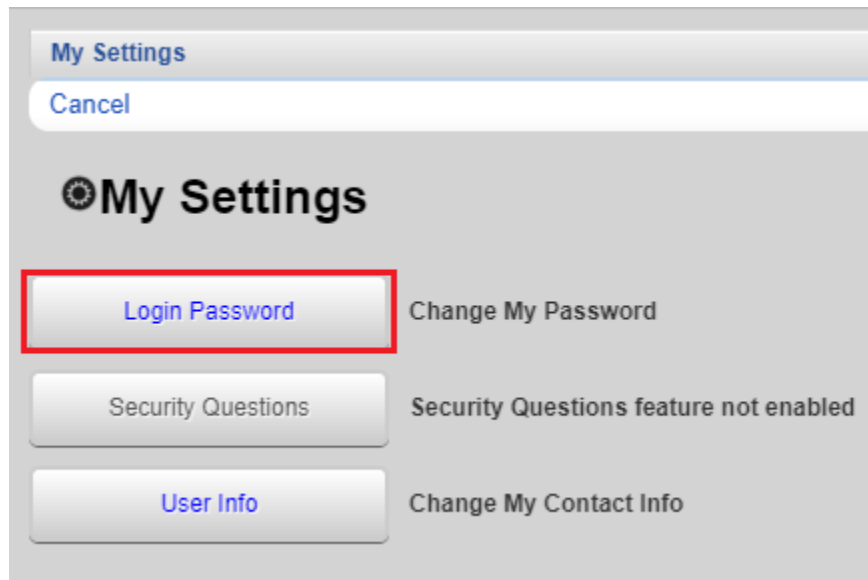 My Settings
Cancel
My Settings
Login Password Change My Password
Security Questions Security Questions feature not enabled
User Info Change My Contact Info